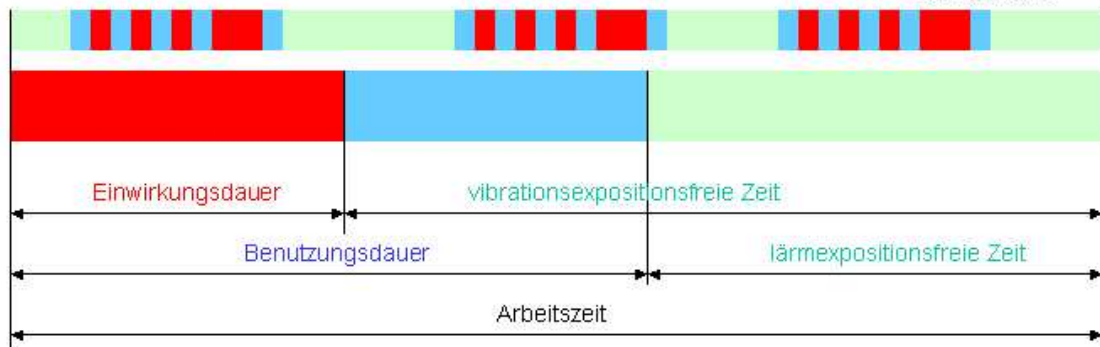 Einwirkungsdauer vibrationsexpositionsfreie Zeit
Benutzungsdauer lärmexpositionsfreie Zeit
Arbeitszeit